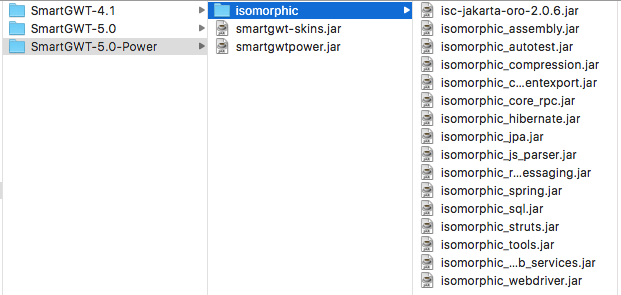 SmartGWT-4.1
SmartGWT-5.0
SmartGWT-5.0-Power
isomorphic
smartgwt-skins.jar
smartgwtpower.jar
isc-jakarta-oro-2.0.6.jar
isomorphic_assembly.jar
isomorphic_autotest.jar
isomorphic_compression.jar
isomorphic_c...entexport.jar
isomorphic_core_rpc.jar
isomorphic_hibernate.jar
isomorphic_jpa.jar
isomorphic_js_parser.jar
isomorphic_r...essaging.jar
isomorphic_spring.jar
isomorphic_sql.jar
isomorphic_struts.jar
isomorphic_tools.jar
isomorphic_...b_services.jar
isomorphic_webdriver.jar